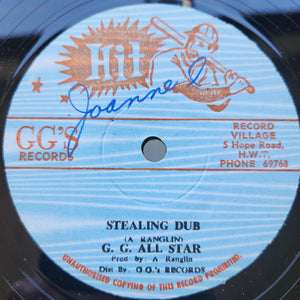 Hit
Joanne
GG'S
RECORDS
RECORD
VILLAGE
5 Hope Road,
H.W.T.
PHONE 69768
STEALING DUB
(A RANGLIN)
G. G. ALL STAR
Prod by: A Ranglin
Dist By: G.G.'s RECORDS
UNAUTHORISED COPYING OF THIS RECORD PROHIBITED.